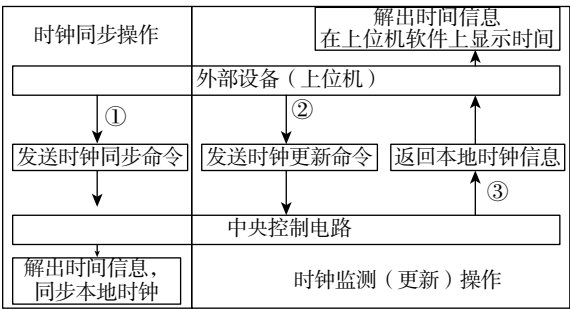 时钟同步操作
解出时间信息
在上位机软件上显示时间
外部设备（上位机）
①
②
发送时钟同步命令
发送时钟更新命令
返回本地时钟信息
③
中央控制电路
解出时间信息，
同步本地时钟
时钟监测（更新）操作